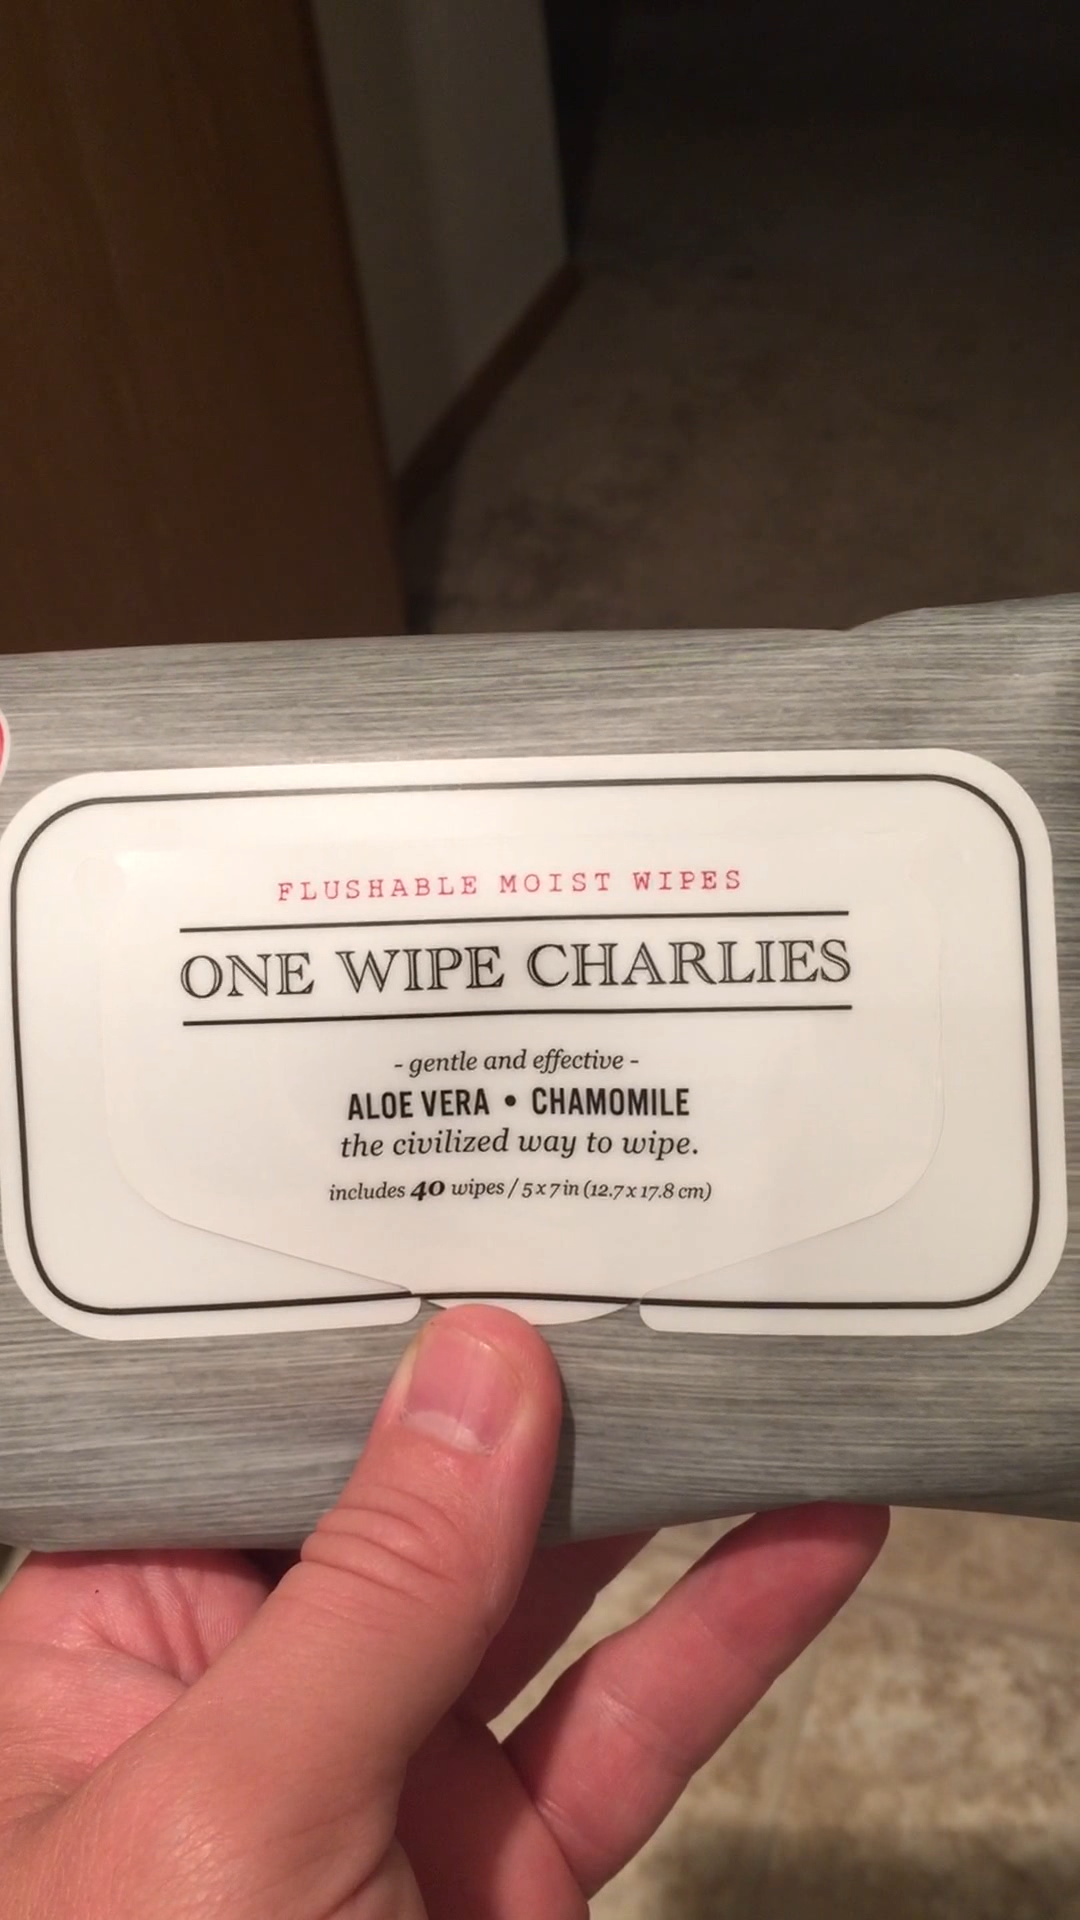 FLUSHABLE MOIST WIPES
ONE WIPE CHARLIES
- gentle and effective -
ALOE VERA • CHAMOMILE
the civilized way to wipe.
includes 40 wipes / 5 x 7 in (12.7 x 17.8 cm)